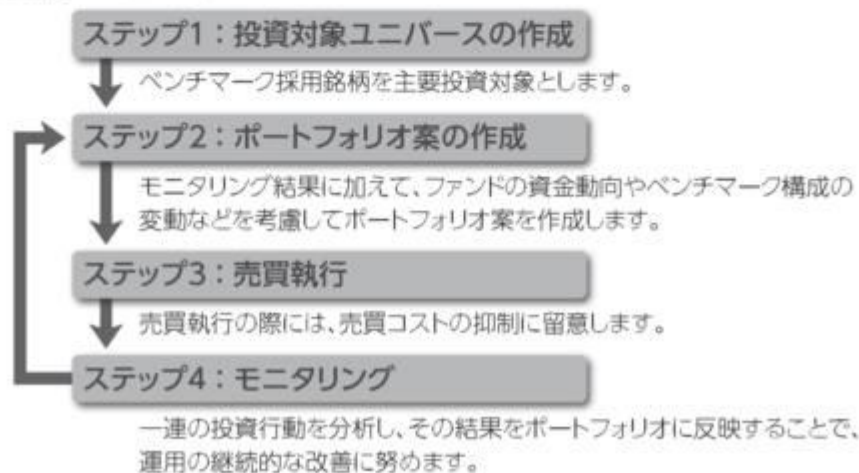 ステップ1：投資対象ユニバースの作成
ベンチマーク採用銘柄を主要投資対象とします。
ステップ2：ポートフォリオ案の作成
モニタリング結果に加えて、ファンドの資金動向やベンチマーク構成の
変動などを考慮してポートフォリオ案を作成します。
ステップ3：売買執行
売買執行の際には、売買コストの抑制に留意します。
ステップ4：モニタリング
一連の投資行動を分析し、その結果をポートフォリオに反映することで、
運用の継続的な改善に努めます。